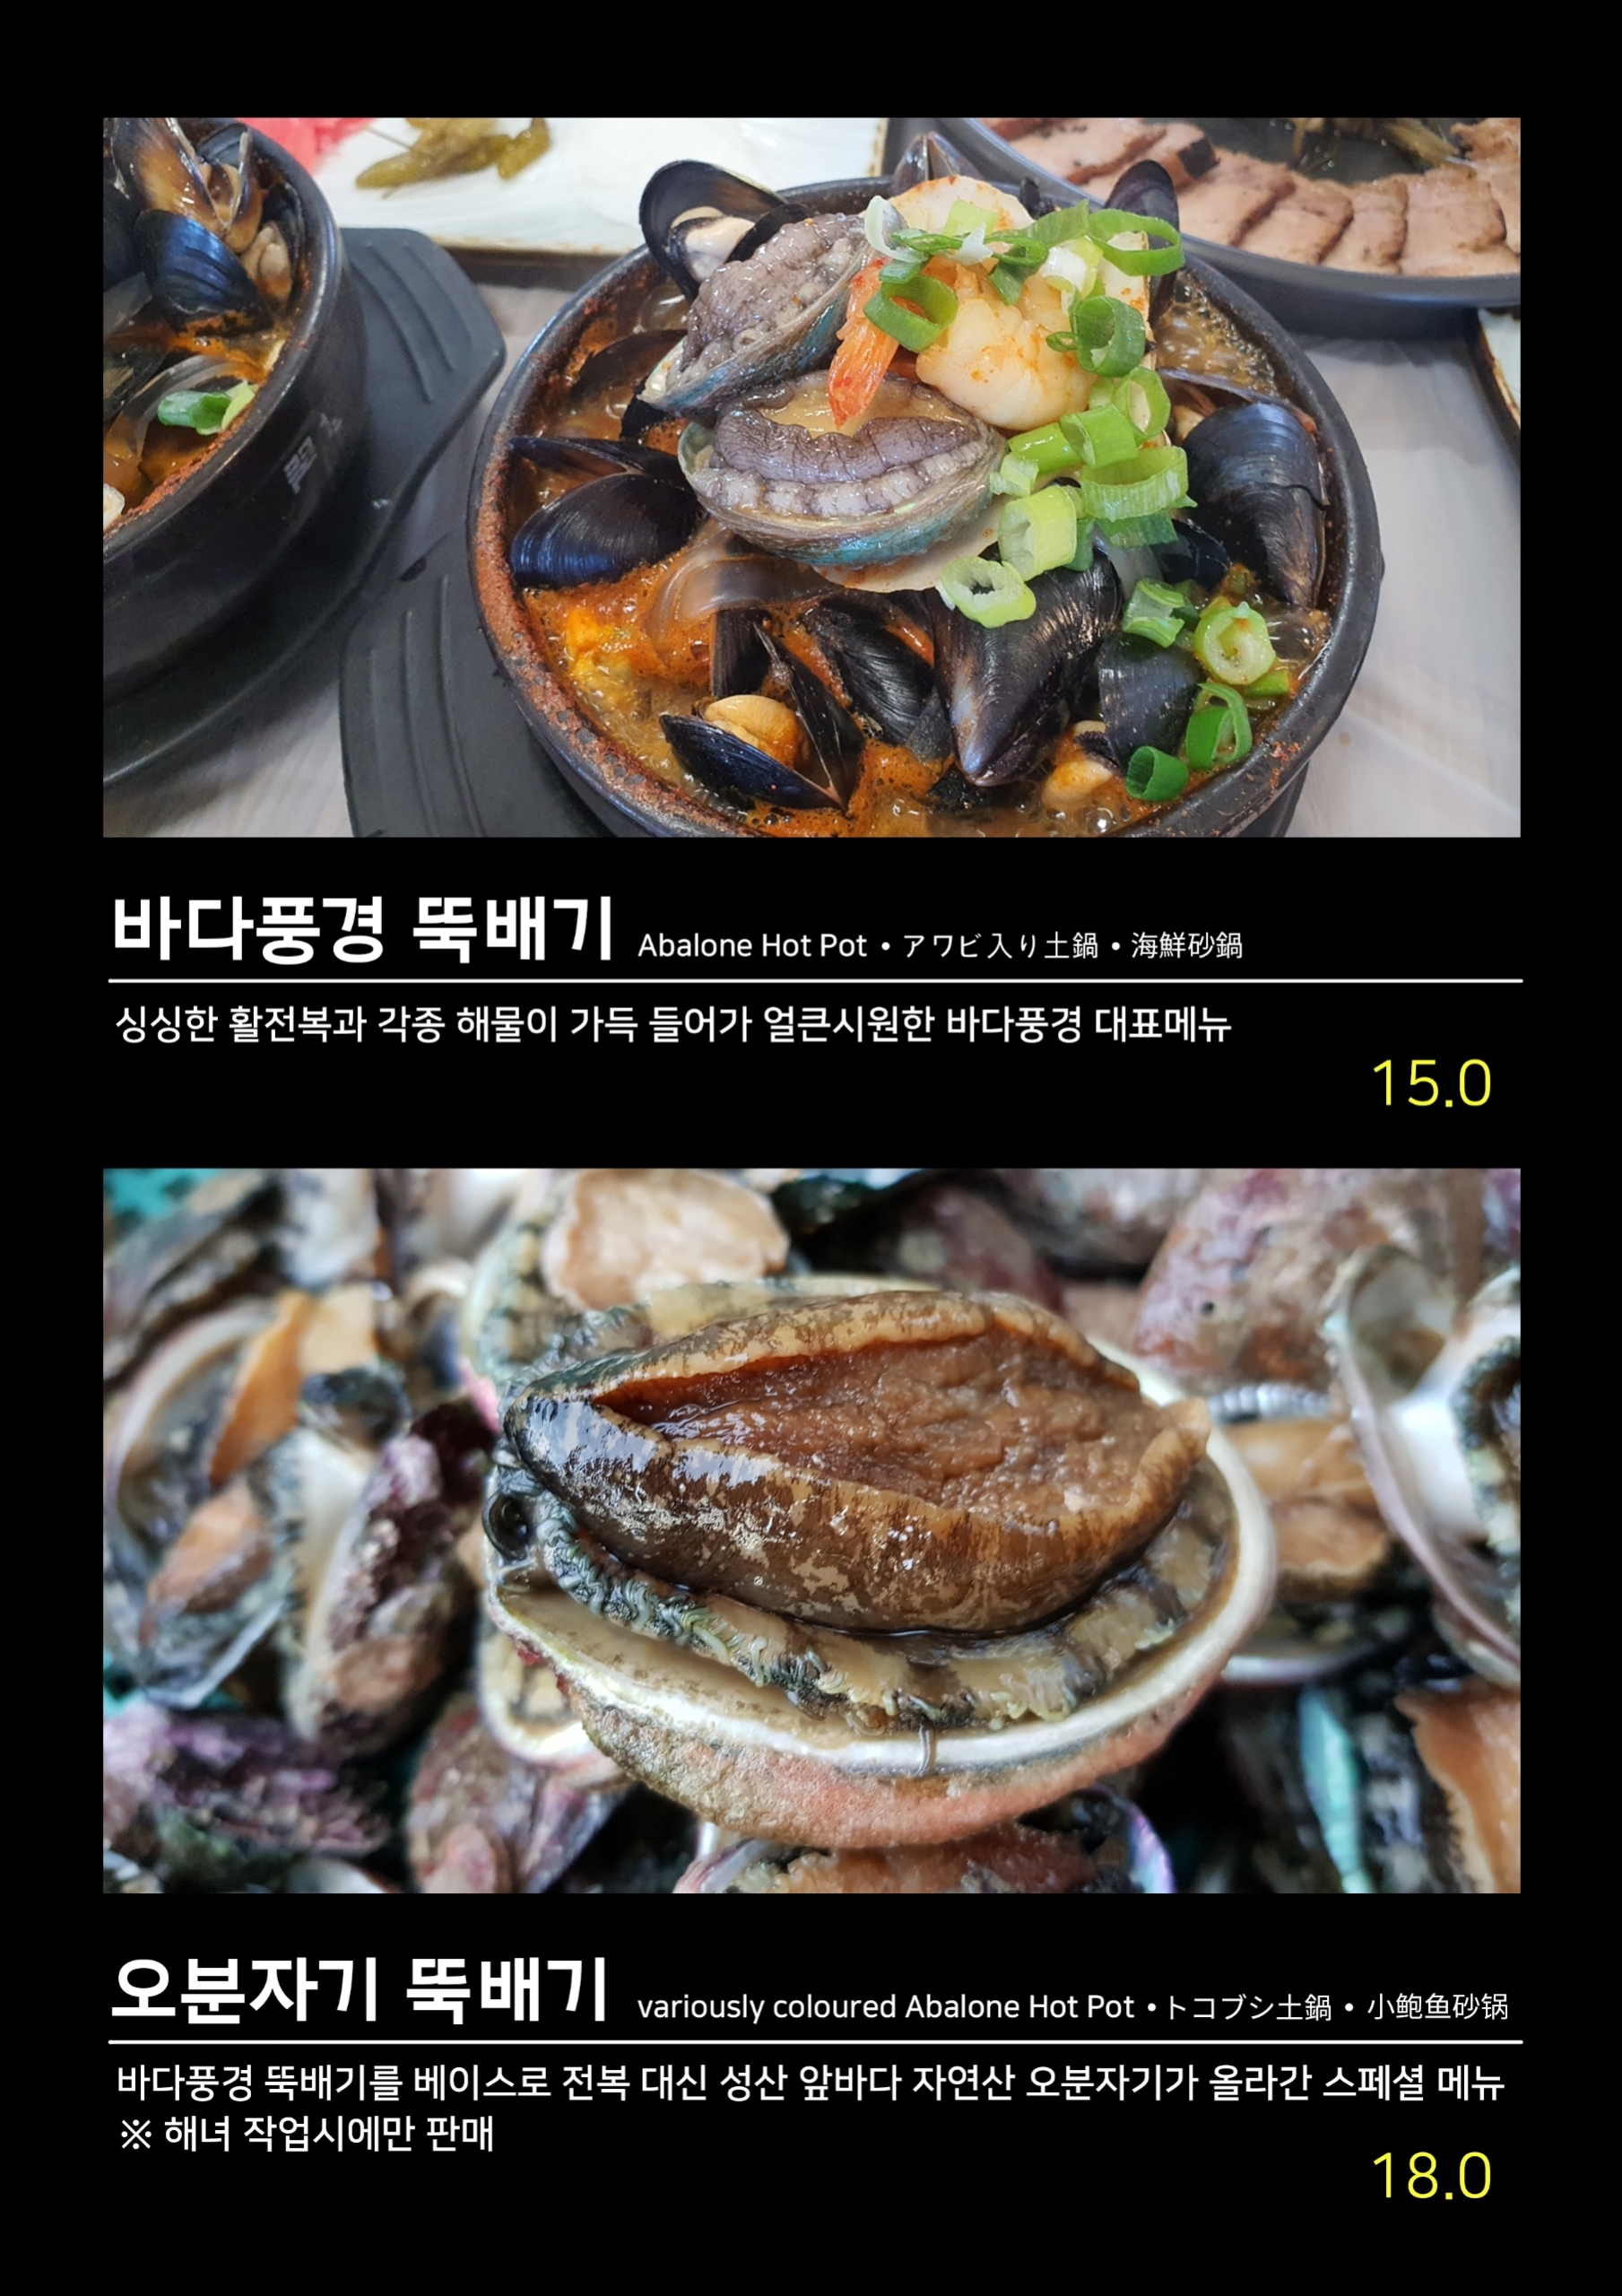 바다풍경 뚝배기 Abalone Hot Pot • アワビ入り土鍋 • 海鮮砂鍋
싱싱한 활전복과 각종 해물이 가득 들어가 얼큰시원한 바다풍경 대표메뉴
15.0
오분자기 뚝배기 variously coloured Abalone Hot Pot • トコブシ土鍋 • 小鲍鱼砂锅
바다풍경 뚝배기를 베이스로 전복 대신 성산 앞바다 자연산 오분자기가 올라간 스페셜 메뉴
※ 해녀 작업시에만 판매
18.0